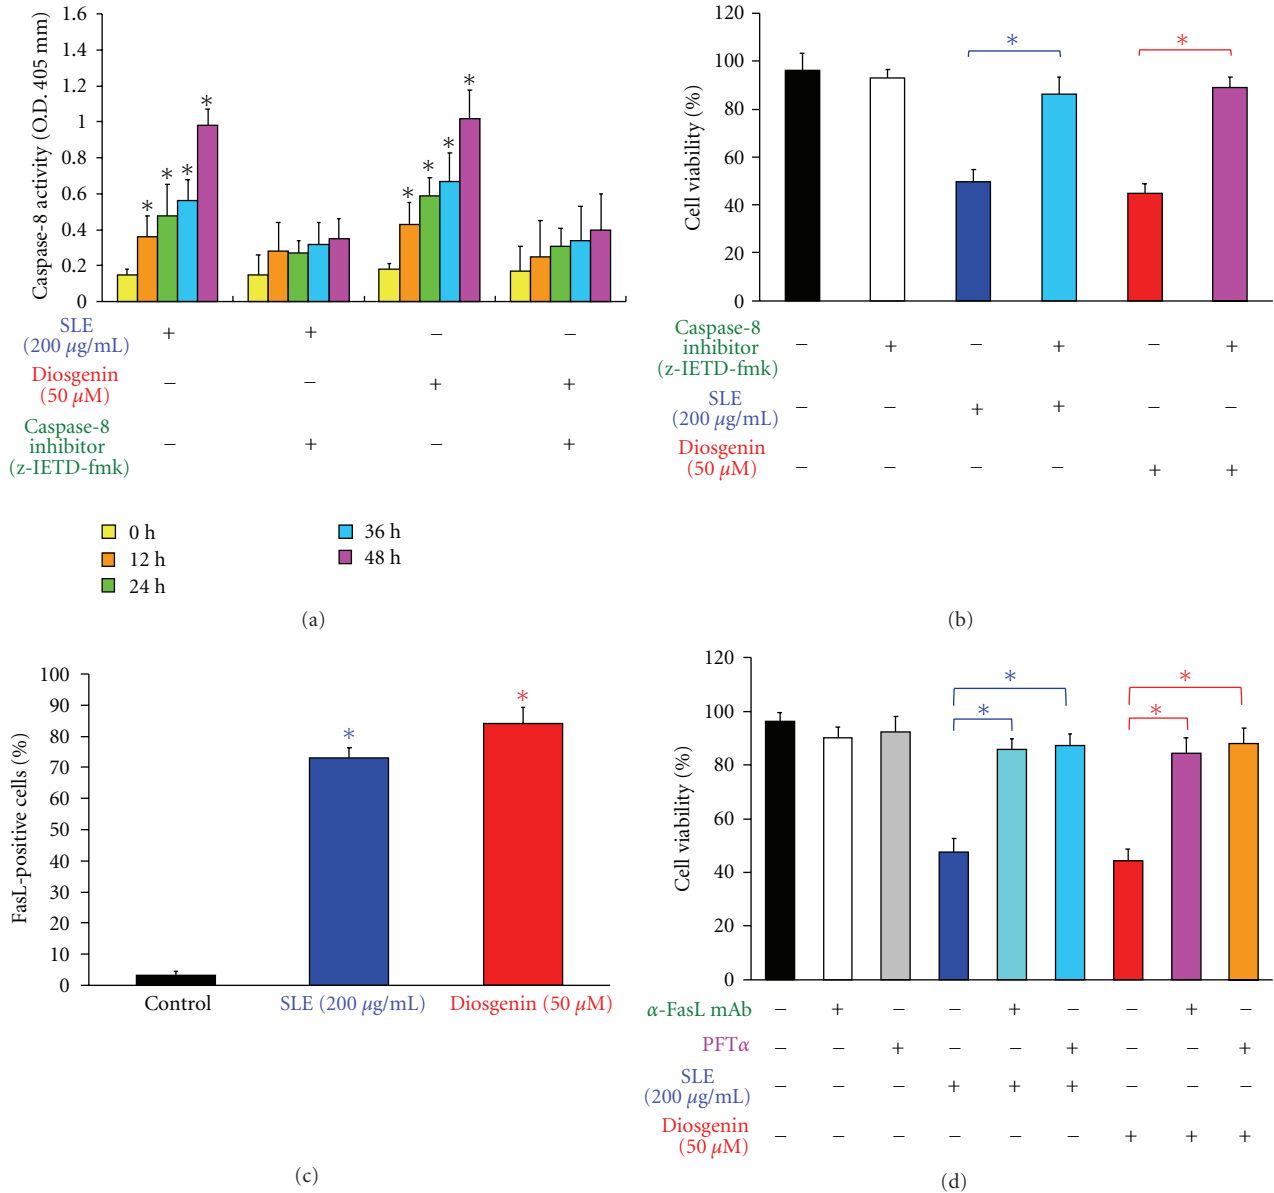 1.6
1.4
1.2
1
0.8
0.6
0.4
0.2
0
Caspase-8 activity (O.D. 405 mm)
* * * *
* * * *
SLE
(200 μg/mL)
+ + − −
Diosgenin
(50 μM)
− − + +
Caspase-8
inhibitor
(z-IETD-fmk)
− + − +
0 h
12 h
24 h
36 h
48 h
(a)
120
100
80
60
40
20
0
Cell viability (%)
* *
Caspase-8
inhibitor
(z-IETD-fmk)
− + − + − +
SLE
(200 μg/mL)
− − + + − −
Diosgenin
(50 μM)
− − − − + +
(b)
100
90
80
70
60
50
40
30
20
10
0
FasL-positive cells (%)
* *
Control SLE (200 μg/mL) Diosgenin (50 μM)
(c)
120
100
80
60
40
20
0
Cell viability (%)
* *
* *
α-FasL mAb − + − − + − − + −
PFTα − − + − − + − − +
SLE
(200 μg/mL)
− − − + + + − − −
Diosgenin
(50 μM)
− − − − − − + + +
(d)